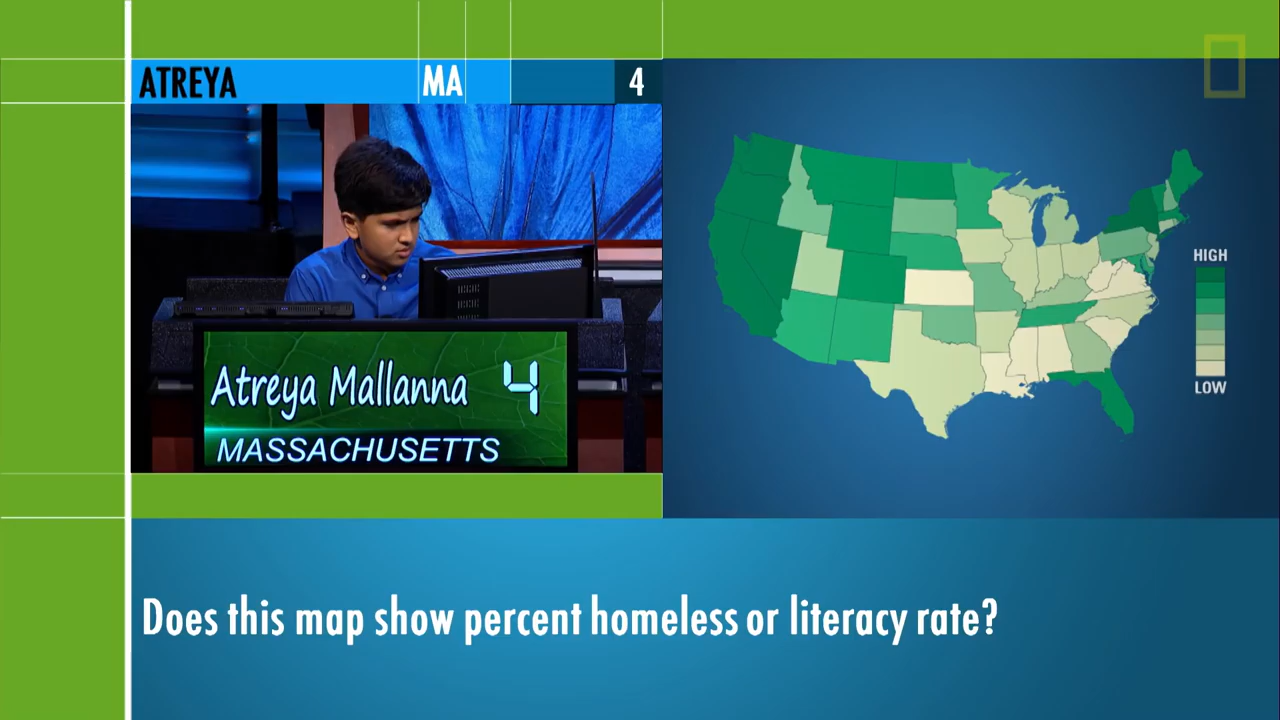 ATREYA MA 4
Atreya Mallanna 4
MASSACHUSETTS
HIGH
LOW
Does this map show percent homeless or literacy rate?